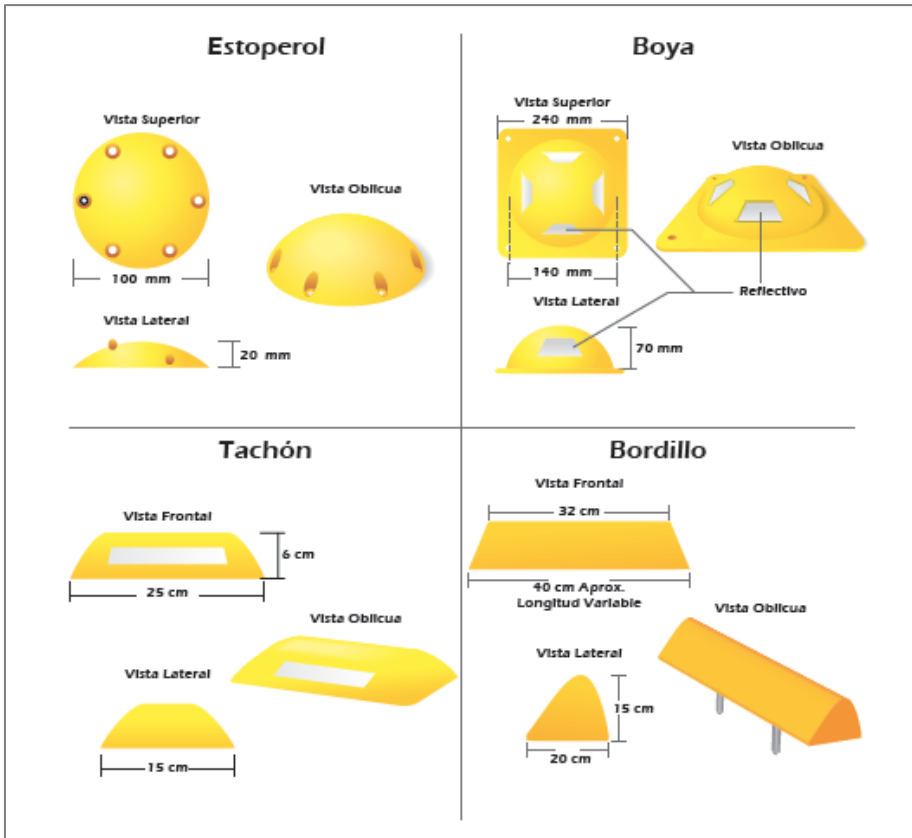 Estoperol
Vista Superior
100 mm
Vista Oblicua
Vista Lateral
20 mm
Boya
Vista Superior
240 mm
Vista Oblicua
140 mm
Reflectivo
Vista Lateral
70 mm
Tachón
Vista Frontal
6 cm
25 cm
Vista Oblicua
Vista Lateral
15 cm
Bordillo
Vista Frontal
32 cm
40 cm Aprox.
Longitud Variable
Vista Oblicua
Vista Lateral
15 cm
20 cm